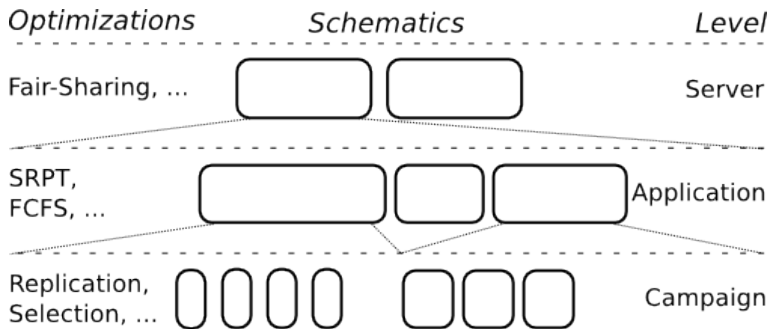 Optimizations Schematics Level
Fair-Sharing, ... Server
SRPT,
FCFS, ... Application
Replication,
Selection, ... Campaign